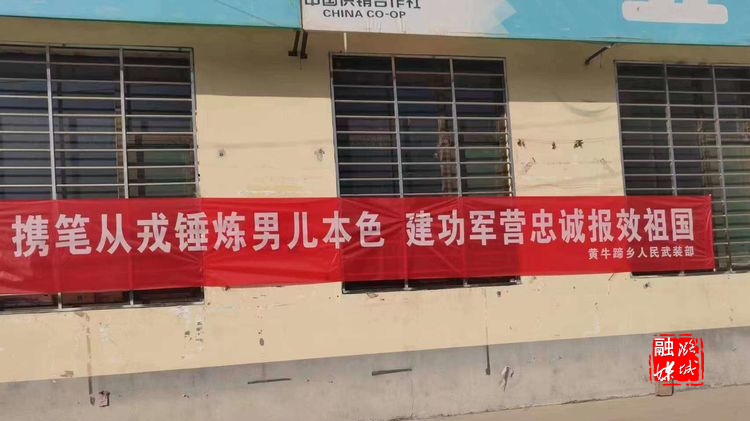 中国供销合作社
CHINA CO-OP
携笔从戎锤炼男儿本色 建功军营忠诚报效祖国
黄牛蹄乡人民武装部
融媒